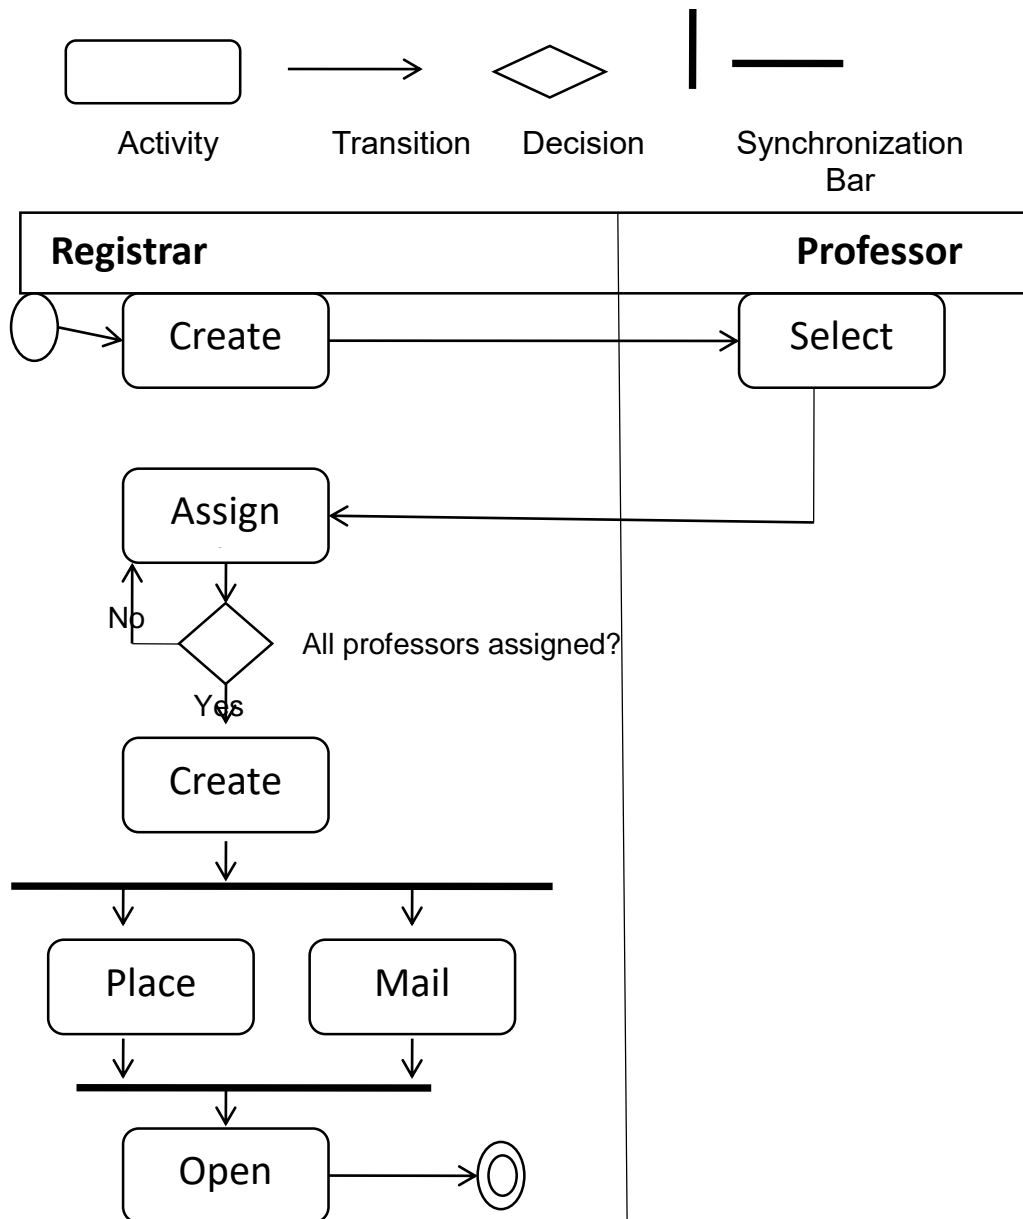 Activity
Transition
Decision
Synchronization
Bar
Registrar
Professor
Create
Select
Assign
No
All professors assigned?
Yes
Create
Place
Mail
Open